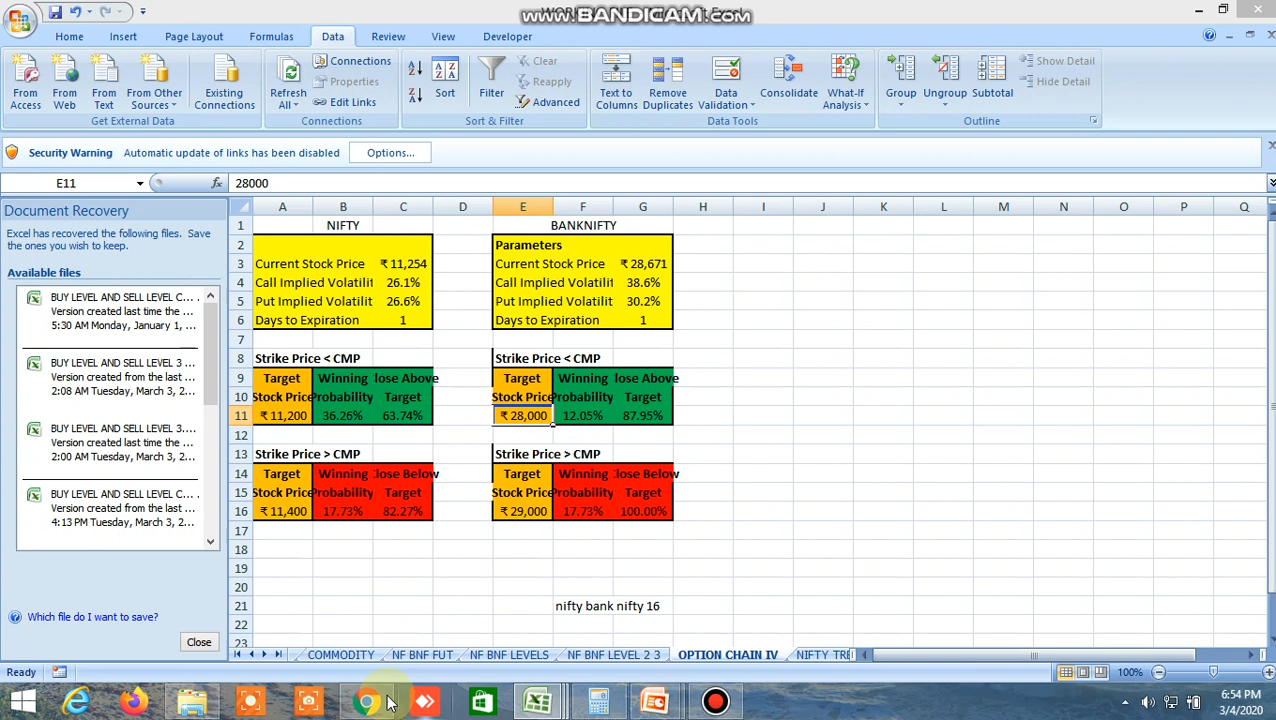 www.BANDICAM.com
Home Insert Page Layout Formulas Data Review View Developer
From Access
From Web
From Text
From Other Sources
Existing Connections
Get External Data
Refresh All
Connections
Properties
Edit Links
Connections
Sort
Filter
Clear
Reapply
Advanced
Sort & Filter
Text to Columns
Remove Duplicates
Data Validation
Consolidate
What-If Analysis
Data Tools
Group
Ungroup
Subtotal
Show Detail
Hide Detail
Outline
Security Warning Automatic update of links has been disabled Options...
E11 fx 28000
Document Recovery
Excel has recovered the following files. Save
the ones you wish to keep.
Available files
BUY LEVEL AND SELL LEVEL C... .
Version created last time the ...
5:30 AM Monday, January 1, ...
BUY LEVEL AND SELL LEVEL 3 ...
Version created from the last ...
2:08 AM Tuesday, March 3, 2...
BUY LEVEL AND SELL LEVEL 3...
Version created last time the ...
2:00 AM Tuesday, March 3, 2...
BUY LEVEL AND SELL LEVEL C... .
Version created from the last ...
4:13 PM Tuesday, March 3, 2...
Which file do I want to save?
Close
A B C D E F G H I J K L M N O P Q
1 NIFTY BANKNIFTY
2 Parameters
3 Current Stock Price ₹ 11,254 Current Stock Price ₹ 28,671
4 Call Implied Volatilit 26.1% Call Implied Volatilit 38.6%
5 Put Implied Volatilit 26.6% Put Implied Volatilit 30.2%
6 Days to Expiration 1 Days to Expiration 1
7
8 Strike Price < CMP Strike Price < CMP
9 Target Winning lose Above Target Winning lose Above
10 Stock Price Probability Target Stock Price Probability Target
11 ₹ 11,200 36.26% 63.74% ₹ 28,000 12.05% 87.95%
12
13 Strike Price > CMP Strike Price > CMP
14 Target Winning lose Below Target Winning lose Below
15 Stock Price Probability Target Stock Price Probability Target
16 ₹ 11,400 17.73% 82.27% ₹ 29,000 17.73% 100.00%
17
18
19
20
21 nifty bank nifty 16
22
23
COMMODITY NF BNF FUT NF BNF LEVELS NF BNF LEVEL 2 3 OPTION CHAIN IV NIFTY TRE
Ready 100%
6:54 PM
3/4/2020